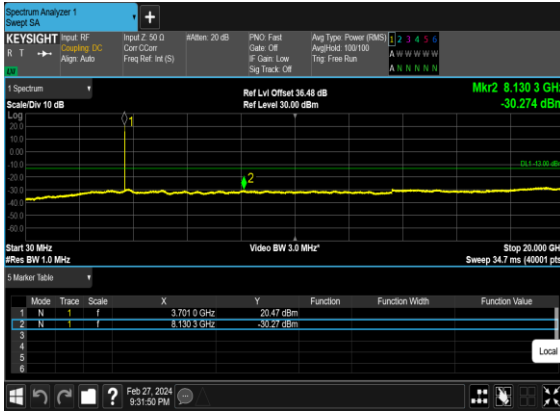 Spectrum Analyzer 1
Swept SA
KEYSIGHT Input: RF Input Z: 50 Ω #Atten: 20 dB PNO: Fast Avg Type: Power (RMS) 1 2 3 4 5 6
R T Coupling: DC Corr CCorr Gate: Off Avg|Hold: 100/100 A W W W W W
Align: Auto Freq Ref: Int (S) IF Gain: Low Trig: Free Run
Sig Track: Off A N N N N N
1 Spectrum Ref Lvl Offset 36.48 dB Mkr2 8.130 3 GHz
Scale/Div 10 dB Ref Level 30.00 dBm -30.274 dBm
Log
20.0
10.0
0.00
-10.0
-20.0
-30.0
-40.0
-50.0
-60.0
1
2
DL1 -13.00 dBm
Start 30 MHz Video BW 3.0 MHz* Stop 20.000 GHz
#Res BW 1.0 MHz Sweep 34.7 ms (40001 pts)
5 Marker Table
Mode Trace Scale X Y Function Function Width Function Value
1 N 1 f 3.701 0 GHz 20.47 dBm
2 N 1 f 8.130 3 GHz -30.27 dBm
3
4
5
6
Local
Feb 27, 2024
9:31:50 PM